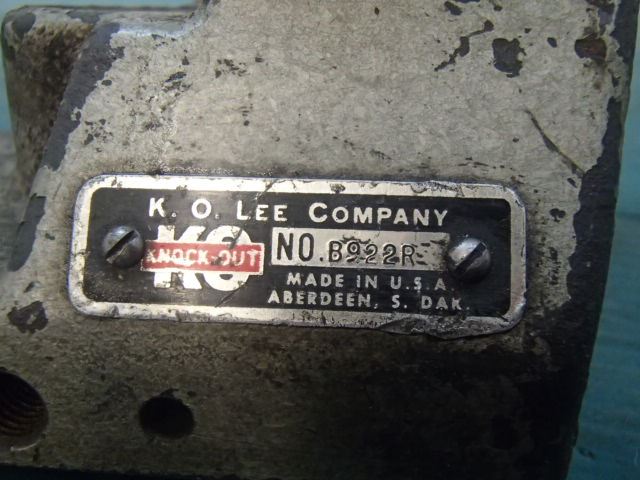 K. O. LEE COMPANY
KO
KNOCK-OUT
NO. B922R
MADE IN U.S.A
ABERDEEN, S. DAK.